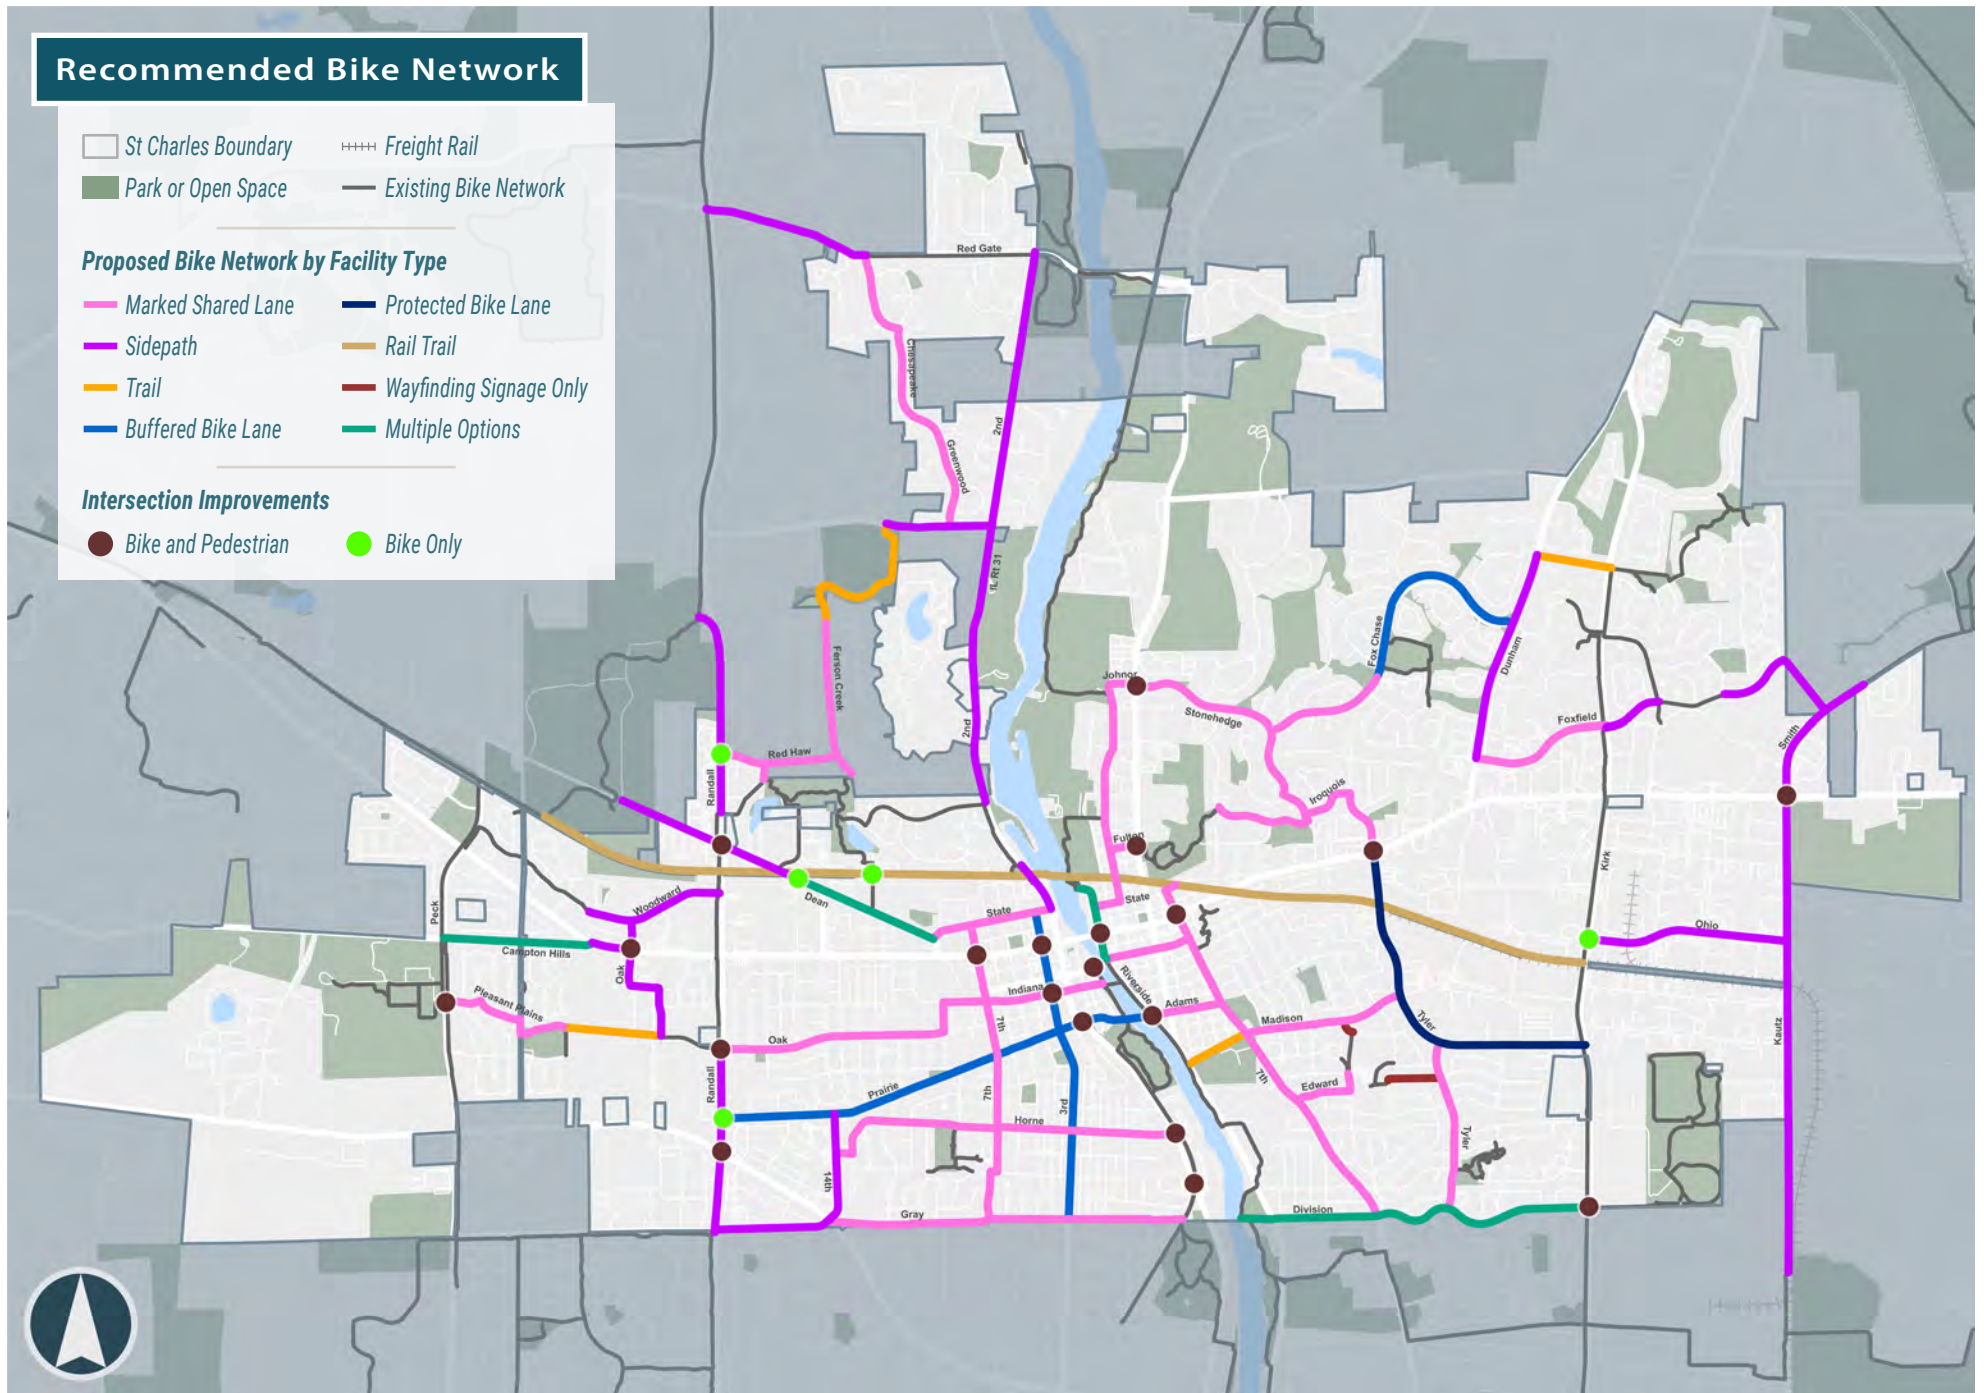 Recommended Bike Network
St Charles Boundary
Freight Rail
Park or Open Space
Existing Bike Network
Proposed Bike Network by Facility Type
Marked Shared Lane
Protected Bike Lane
Sidepath
Rail Trail
Trail
Wayfinding Signage Only
Buffered Bike Lane
Multiple Options
Intersection Improvements
Bike and Pedestrian
Bike Only
Red Gate
Chesapeake
2nd
Greenwood
IL Rt 31
Fox Chase
Dunham
Johnor
Ferson Creek
Stonehedge
Foxfield
2nd
Smith
Red Haw
Randall
Iroquois
Fulton
Kirk
Woodward
Dean
State
State
Peck
Ohio
Campton Hills
Oak
Riverside
Indiana
Pleasant Plains
Adams
Madison
Tyler
Kautz
7th
Oak
Randall
Prairie
7th
7th
Edward
3rd
Horne
Tyler
14th
Gray
Division